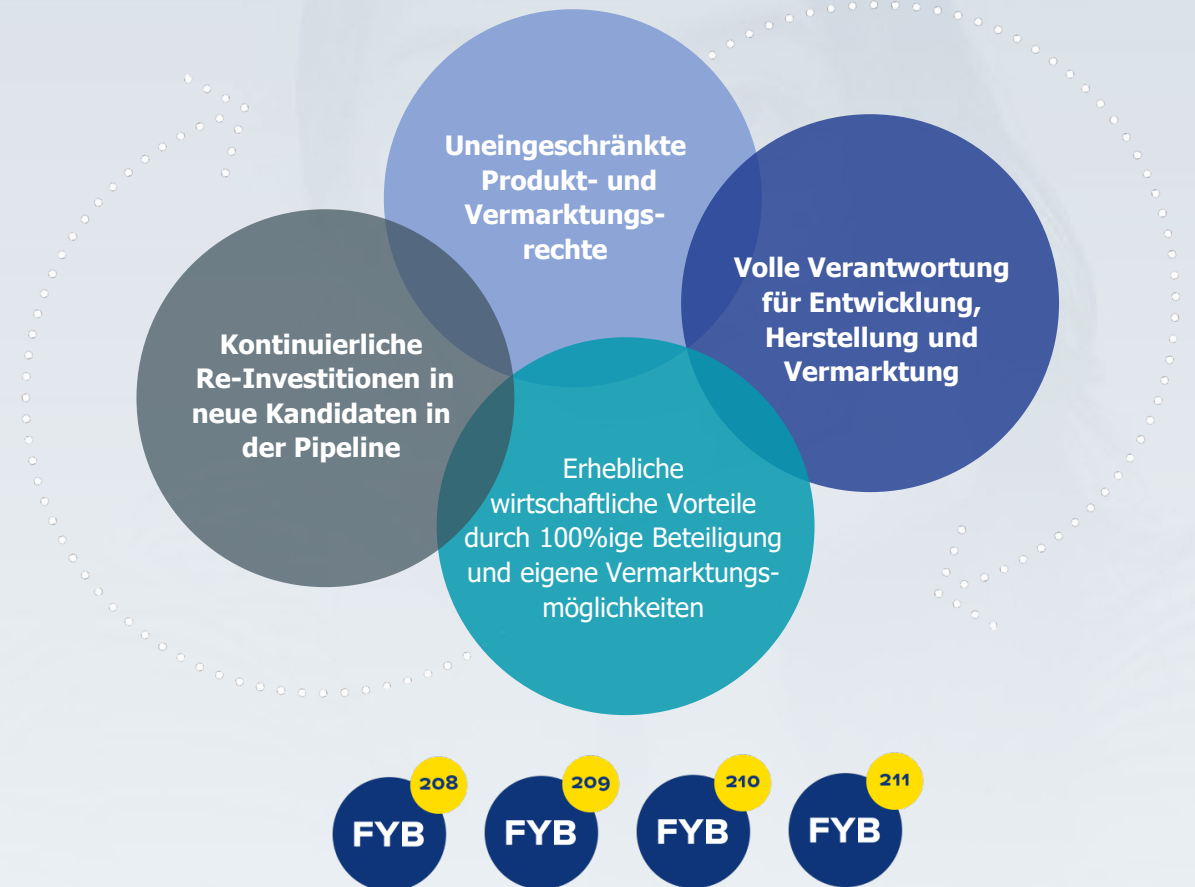 Uneingeschränkte
Produkt- und
Vermarktungs-
rechte
Volle Verantwortung
für Entwicklung,
Herstellung und
Vermarktung
Kontinuierliche
Re-Investitionen in
neue Kandidaten in
der Pipeline
Erhebliche
wirtschaftliche Vorteile
durch 100%ige Beteiligung
und eigene Vermarktungs-
möglichkeiten
208
FYB
209
FYB
210
FYB
211
FYB